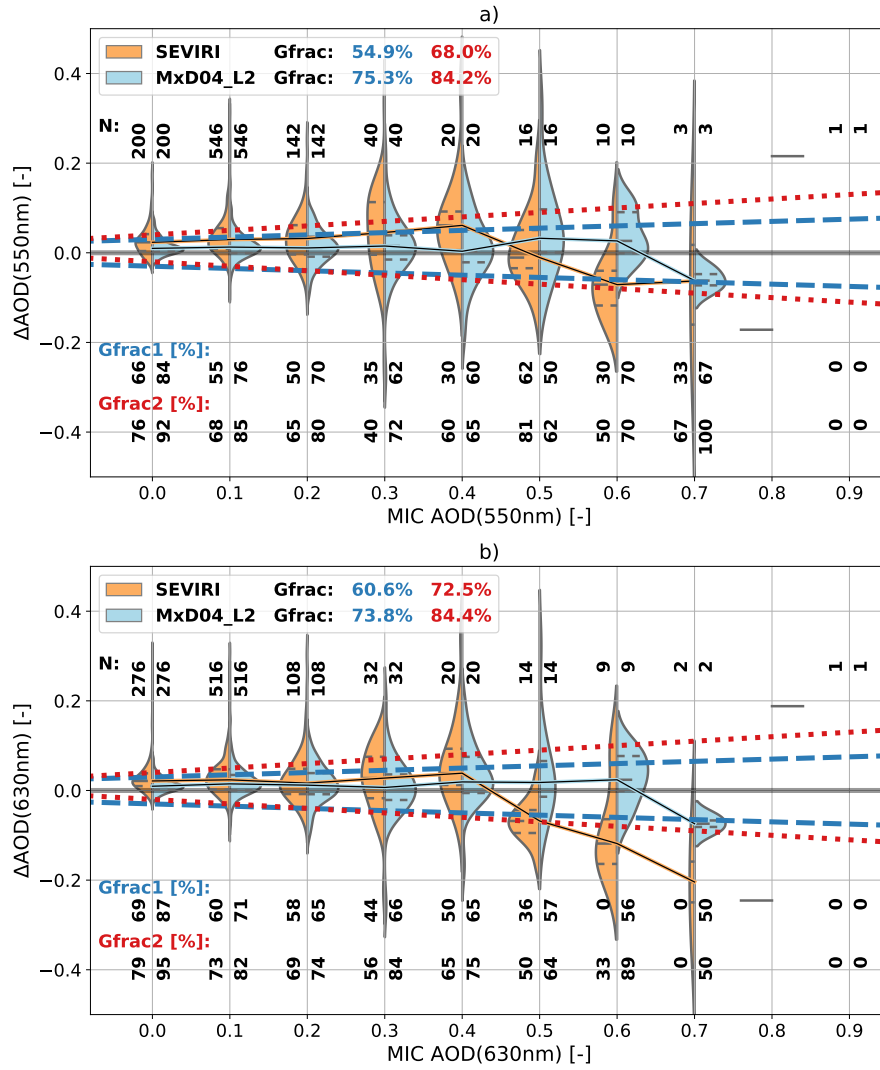 a)
SEVIRI Gfrac: 54.9% 68.0%
MxD04_L2 Gfrac: 75.3% 84.2%
N: 200 200 546 546 142 142 40 40 20 20 16 16 10 10 3 3 1 1
Gfrac1 [%]:
66 84 55 76 50 70 35 62 30 60 62 50 30 70 33 67 0 0
Gfrac2 [%]:
76 92 68 85 65 80 40 72 60 65 81 62 50 70 67 100 0 0
0.4
0.2
0.0
−0.2
−0.4
ΔAOD(550nm) [-]
0.0 0.1 0.2 0.3 0.4 0.5 0.6 0.7 0.8 0.9
MIC AOD(550nm) [-]
b)
SEVIRI Gfrac: 60.6% 72.5%
MxD04_L2 Gfrac: 73.8% 84.4%
N: 276 276 516 516 108 108 32 32 20 20 14 14 9 9 2 2 1 1
Gfrac1 [%]:
69 87 60 71 58 65 44 66 50 65 36 57 0 56 0 50 0 0
Gfrac2 [%]:
79 95 73 82 69 74 56 84 65 75 50 64 33 89 0 50 0 0
0.4
0.2
0.0
−0.2
−0.4
ΔAOD(630nm) [-]
0.0 0.1 0.2 0.3 0.4 0.5 0.6 0.7 0.8 0.9
MIC AOD(630nm) [-]